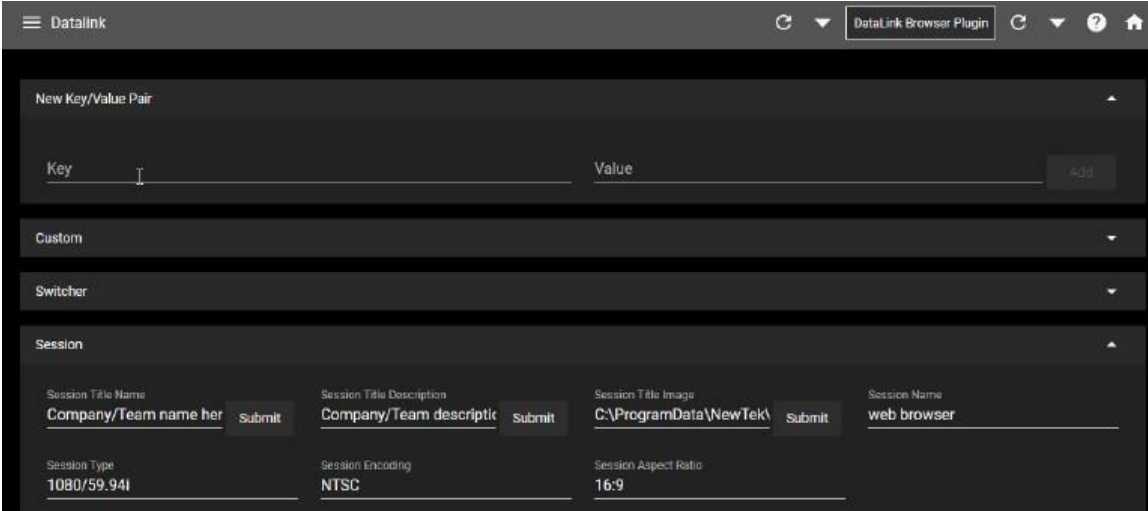 Datalink DataLink Browser Plugin
New Key/Value Pair
Key Value Add
Custom
Switcher
Session
Session Title Name Session Title Description Session Title Image Session Name
Company/Team name her Submit Company/Team descriptic Submit C:\ProgramData\NewTek\ Submit web browser
Session Type Session Encoding Session Aspect Ratio
1080/59.94i NTSC 16:9